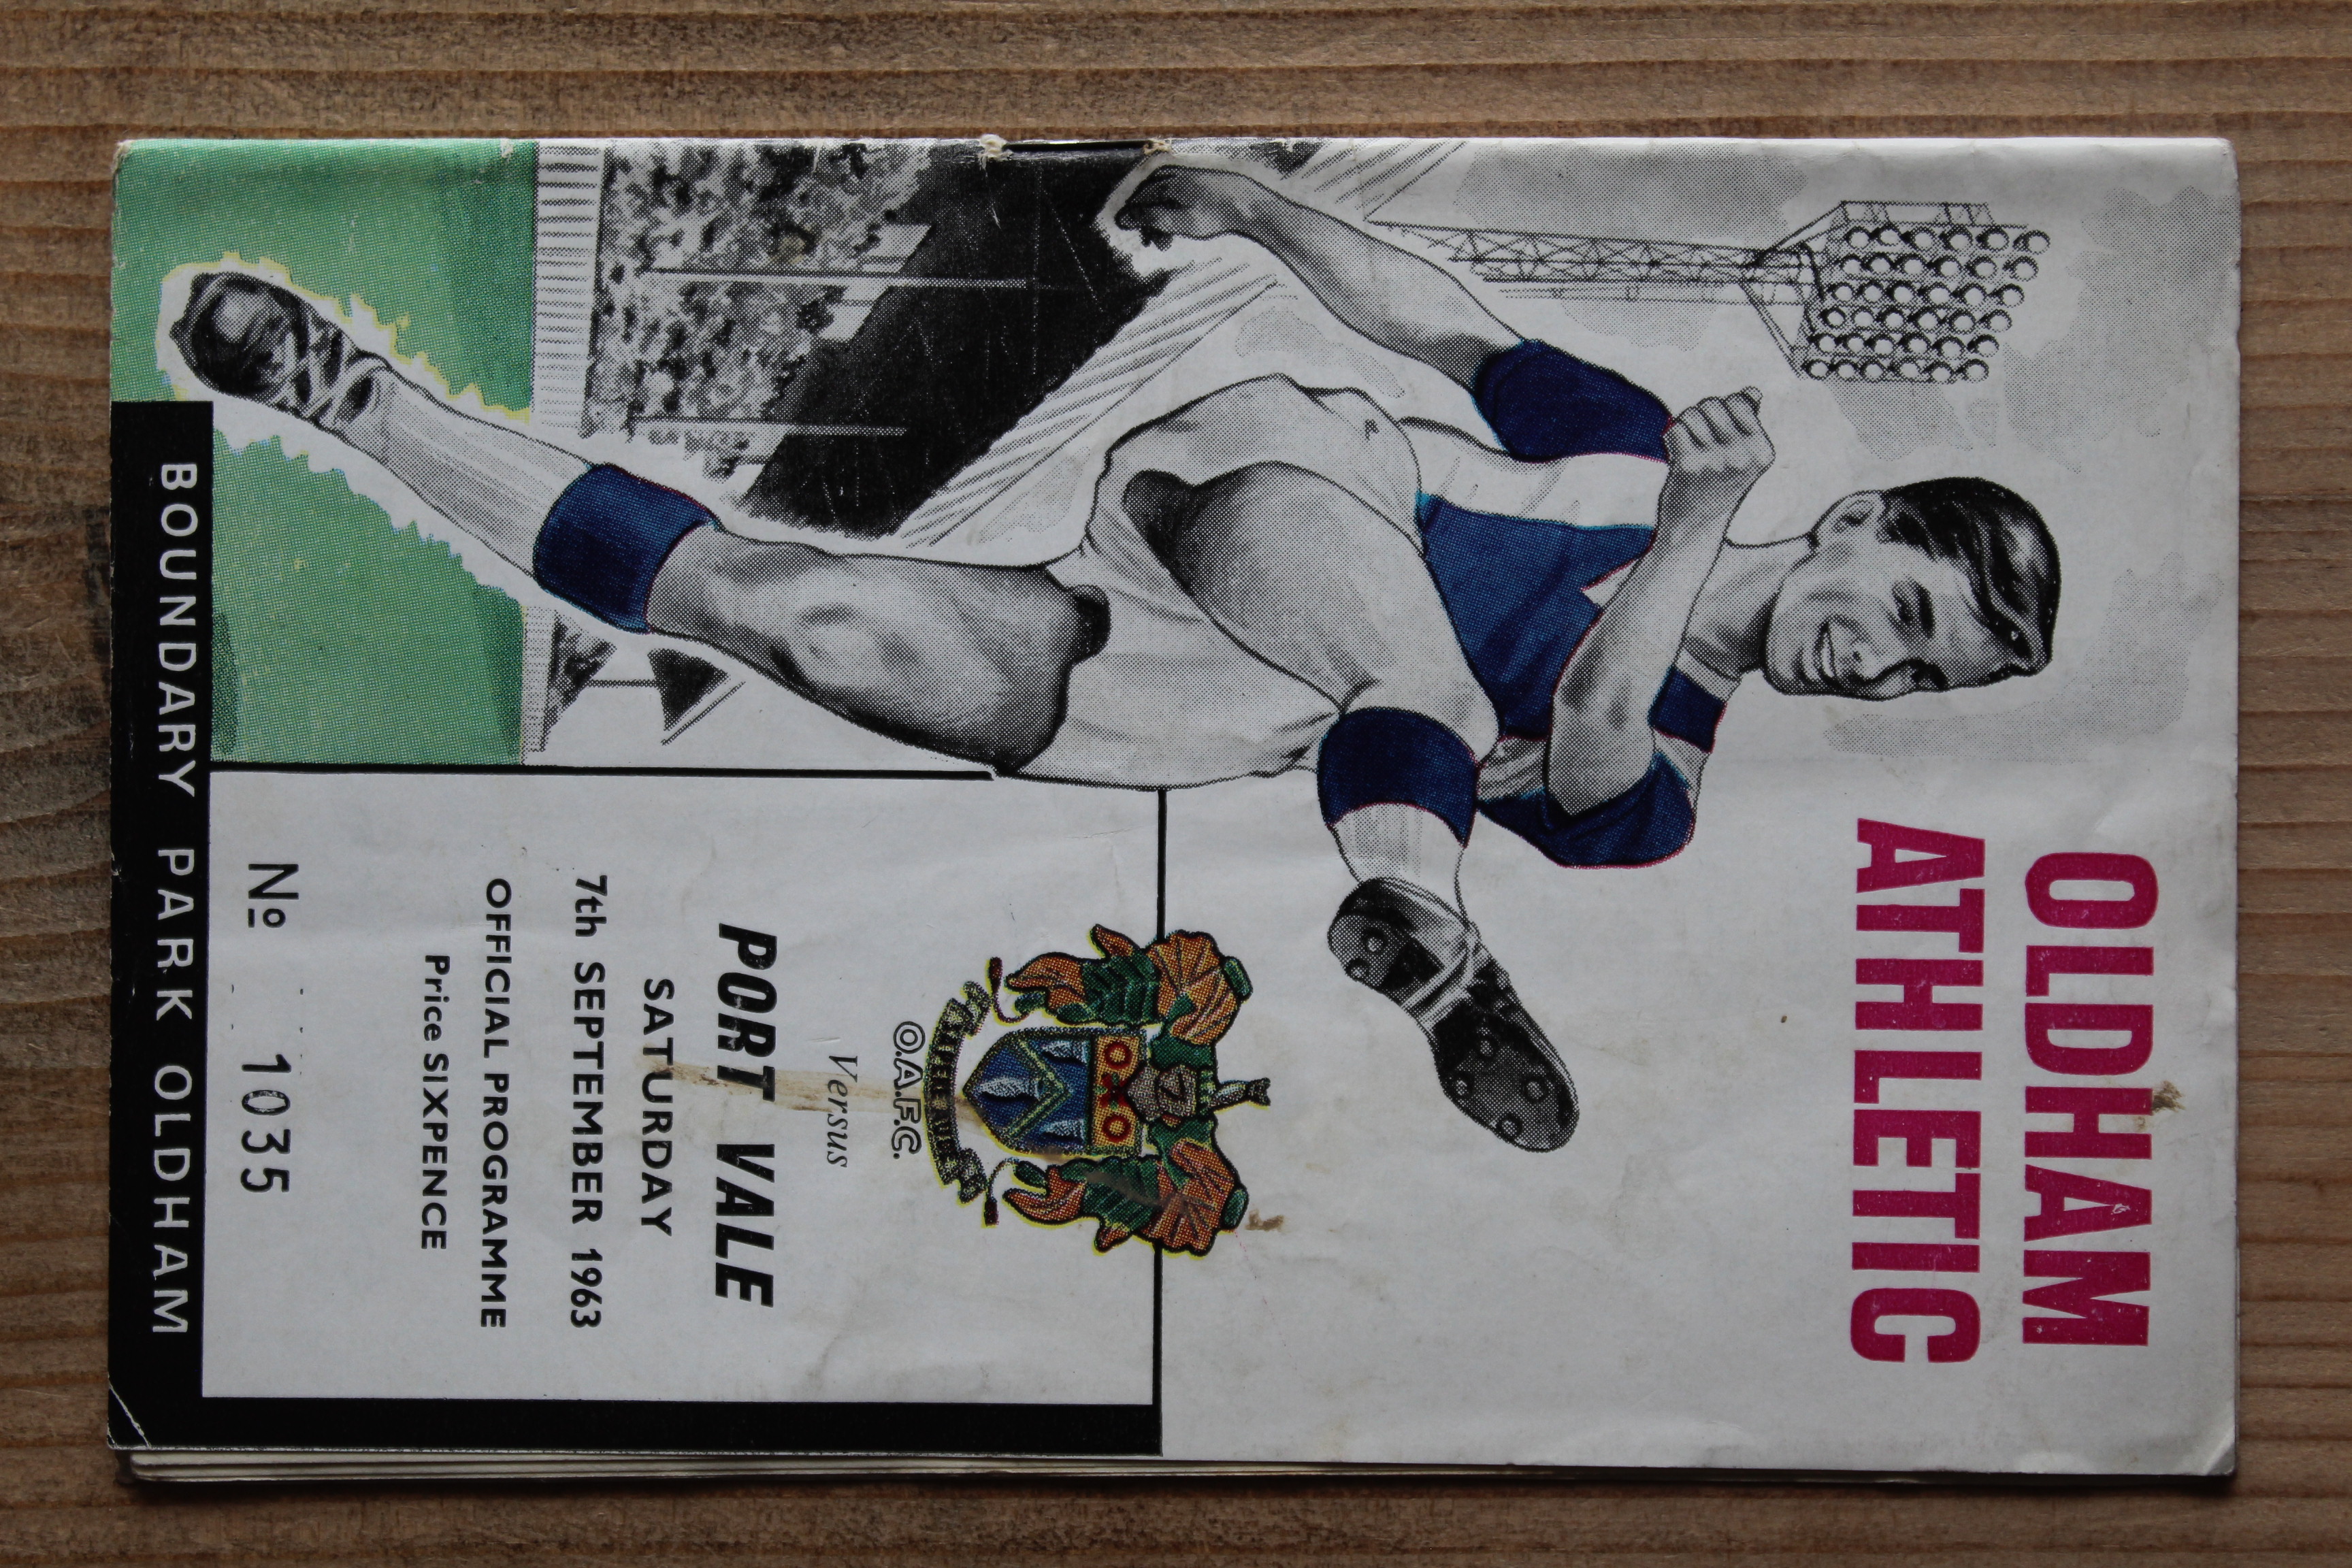 OLDHAM
ATHLETIC
O.A.F.C.
Versus
PORT VALE
SATURDAY
7th SEPTEMBER 1963
OFFICIAL PROGRAMME
Price SIXPENCE
No 1035
BOUNDARY PARK OLDHAM